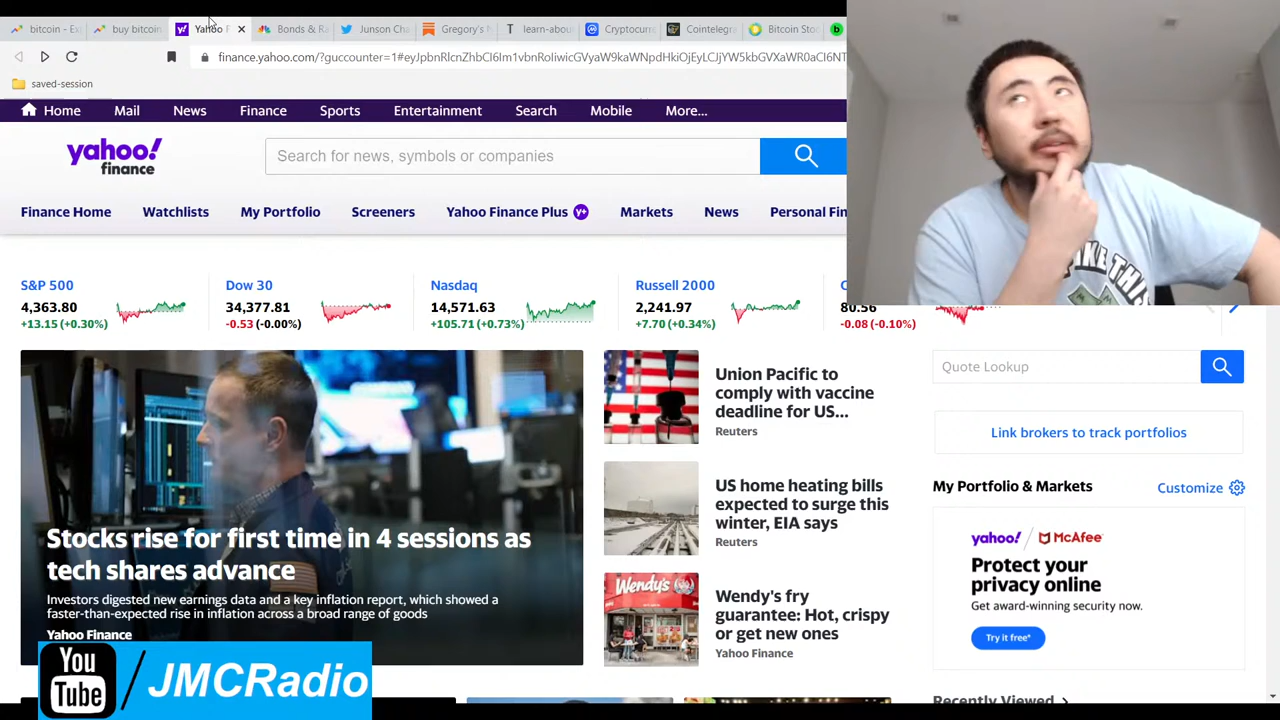 bitcoin - Ex
buy bitcoin
Yahoo F
Bonds & Ra
Junson Cha
Gregory's N
learn-abou
Cryptocurre
Cointelegra
Bitcoin Stoc
finance.yahoo.com/?guccounter=1#eyJpbnRlcnZhbCI6Im1vbnRoIiwicGVyaW9kaWNpdHkiOjEyLCJjYW5kbGVXaWR0aCI6NT
saved-session
Home Mail News Finance Sports Entertainment Search Mobile More...
yahoo!
finance
Search for news, symbols or companies
Finance Home Watchlists My Portfolio Screeners Yahoo Finance Plus y+ Markets News Personal Fin
S&P 500
4,363.80
+13.15 (+0.30%)
Dow 30
34,377.81
-0.53 (-0.00%)
Nasdaq
14,571.63
+105.71 (+0.73%)
Russell 2000
2,241.97
+7.70 (+0.34%)
80.56
-0.08 (-0.10%)
LIKE THIS
Stocks rise for first time in 4 sessions as
tech shares advance
Investors digested new earnings data and a key inflation report, which showed a
faster-than-expected rise in inflation across a broad range of goods
Yahoo Finance
Union Pacific to
comply with vaccine
deadline for US...
Reuters
US home heating bills
expected to surge this
winter, EIA says
Reuters
Wendy's
Wendy's fry
guarantee: Hot, crispy
or get new ones
Yahoo Finance
Quote Lookup
Link brokers to track portfolios
My Portfolio & Markets
Customize
yahoo! / McAfee
Protect your
privacy online
Get award-winning security now.
Try it free*
Recently Viewed
You
Tube
/JMCRadio